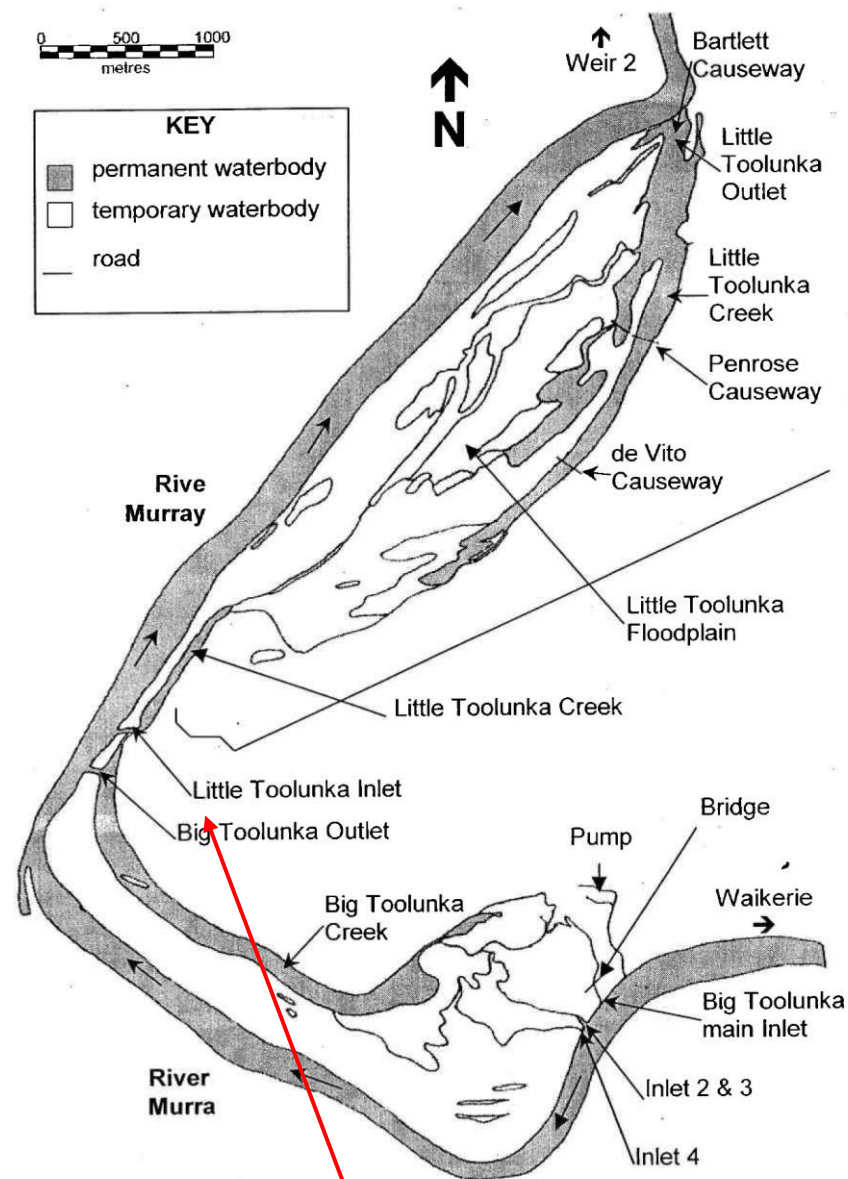 0 500 1000
metres
Weir 2
N
Bartlett
Causeway
KEY
permanent waterbody
temporary waterbody
road
Little
Toolunka
Outlet
Little
Toolunka
Creek
Penrose
Causeway
de Vito
Causeway
Rive
Murray
Little Toolunka
Floodplain
Little Toolunka Creek
Little Toolunka Inlet
Big Toolunka Outlet
Bridge
Pump
Waikerie
Big Toolunka
Creek
Big Toolunka
main Inlet
River
Murra
Inlet 2 & 3
Inlet 4